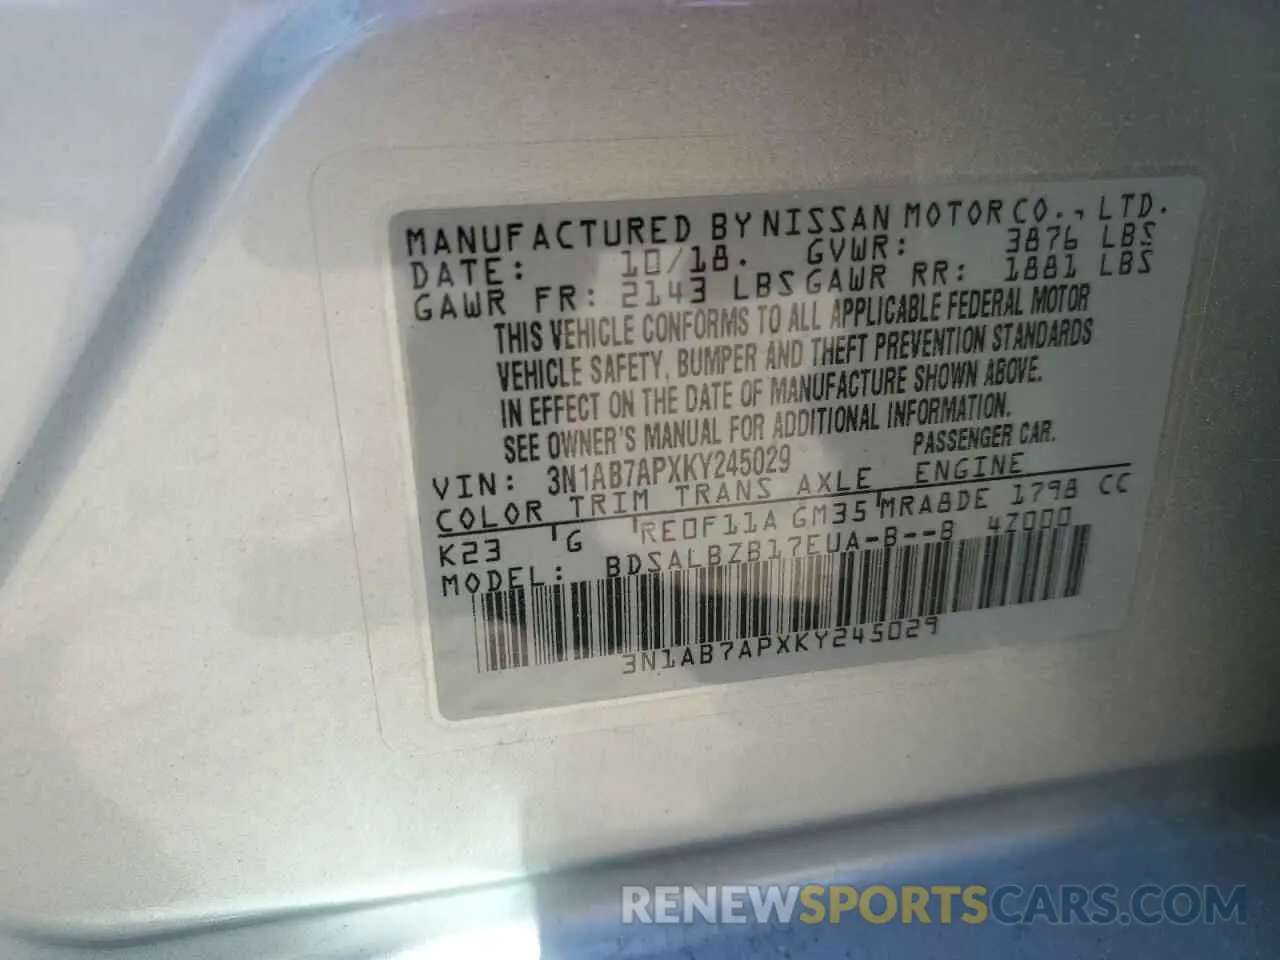 MANUFACTURED BY NISSAN MOTOR CO., LTD.
DATE: 10/18. GVWR: 3876 LBS
GAWR FR: 2143 LBS GAWR RR: 1881 LBS
THIS VEHICLE CONFORMS TO ALL APPLICABLE FEDERAL MOTOR
VEHICLE SAFETY, BUMPER AND THEFT PREVENTION STANDARDS
IN EFFECT ON THE DATE OF MANUFACTURE SHOWN ABOVE.
SEE OWNER'S MANUAL FOR ADDITIONAL INFORMATION.
VIN: 3N1AB7APXKY245029 PASSENGER CAR.
COLOR TRIM TRANS AXLE ENGINE
K23 G RE0F11A GM35 MRA8DE 1798 CC
MODEL: BDSALBZB17EUA-B--B 47000
3N1AB7APXKY245029
RENEWSPORTSCARS.COM